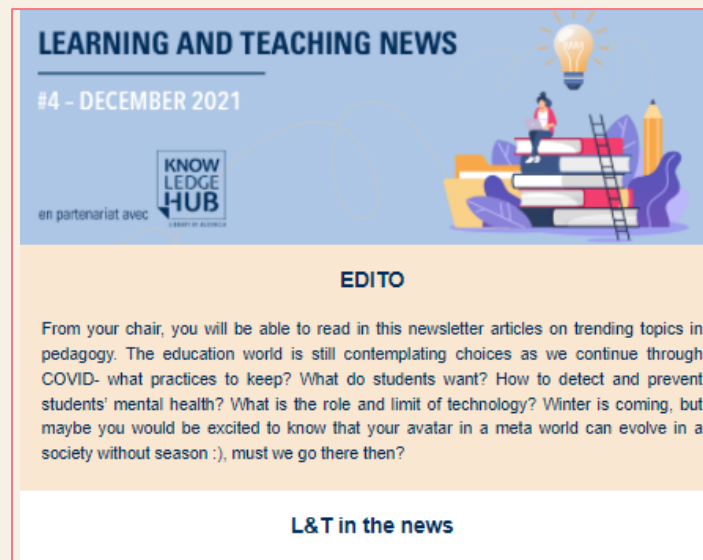 LEARNING AND TEACHING NEWS
#4 - DECEMBER 2021
KNOW
LEDGE
HUB
en partenariat avec
EDITO
From your chair, you will be able to read in this newsletter articles on trending topics in
pedagogy. The education world is still contemplating choices as we continue through
COVID- what practices to keep? What do students want? How to detect and prevent
students' mental health? What is the role and limit of technology? Winter is coming, but
maybe you would be excited to know that your avatar in a meta world can evolve in a
society without season :), must we go there then?
L&T in the news